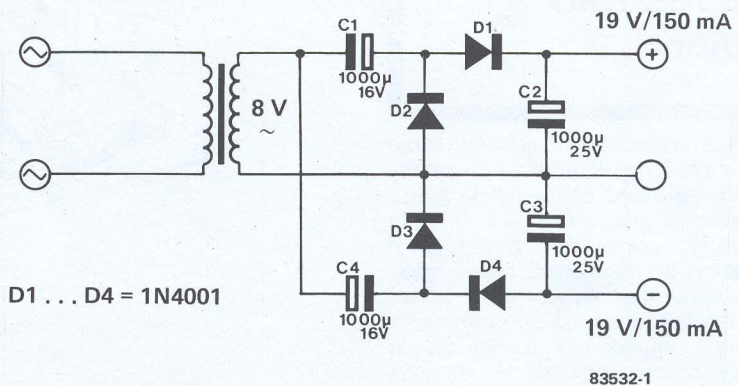 19 V/150 mA
C1
D1
+
1000µ
16V
8 V
~
D2
C2
1000µ
25V
D3
C3
1000µ
25V
C4
D4
1000µ
16V
−
D1 . . . D4 = 1N4001
19 V/150 mA
83532-1